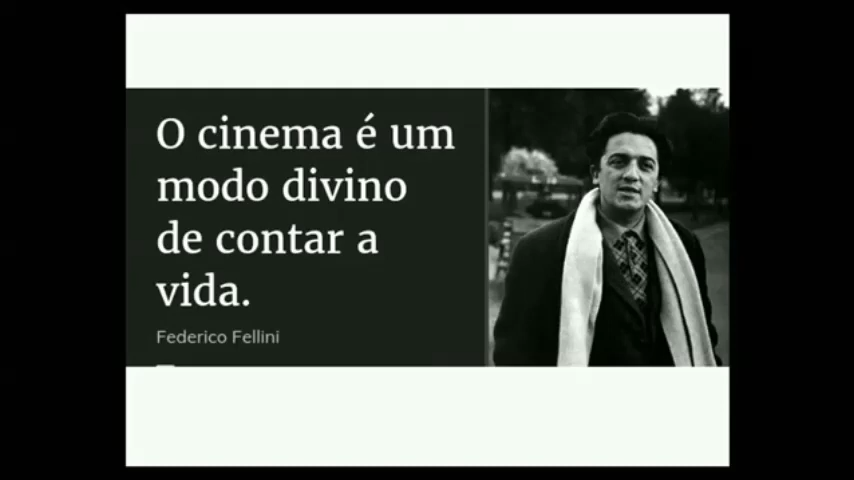 O cinema é um
modo divino
de contar a
vida.
Federico Fellini